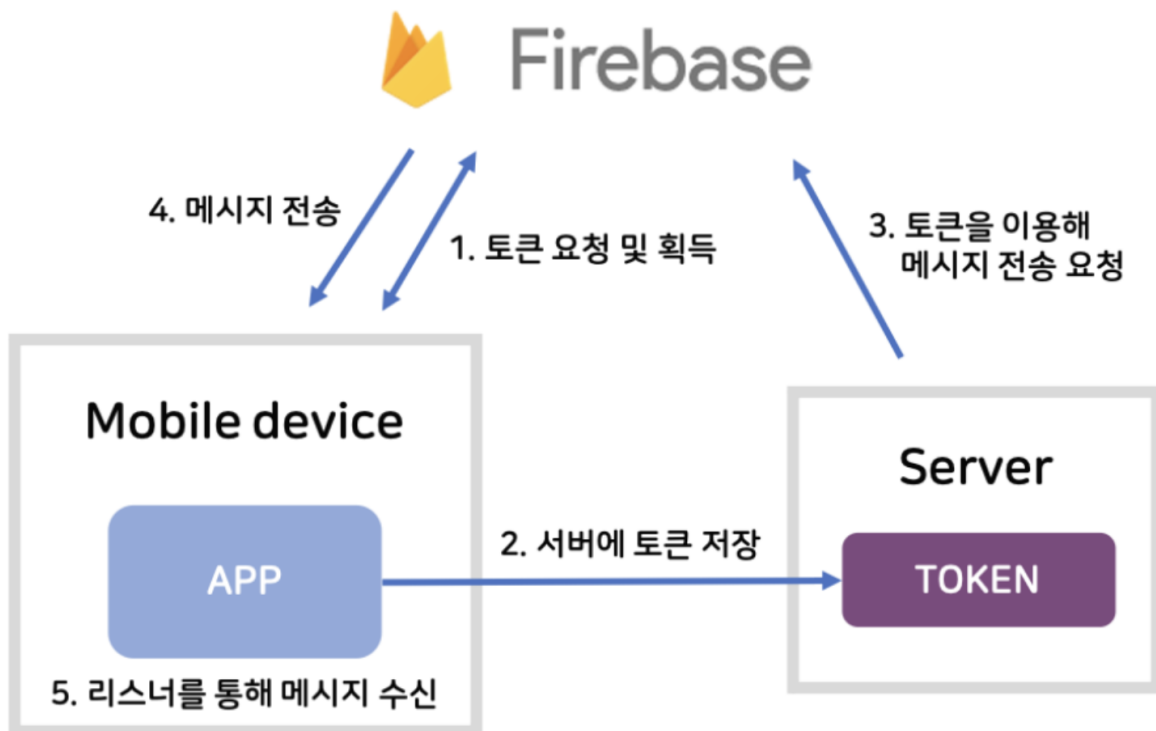 Firebase
4. 메시지 전송
1. 토큰 요청 및 획득
3. 토큰을 이용해
메시지 전송 요청
Mobile device
Server
APP
2. 서버에 토큰 저장
TOKEN
5. 리스너를 통해 메시지 수신